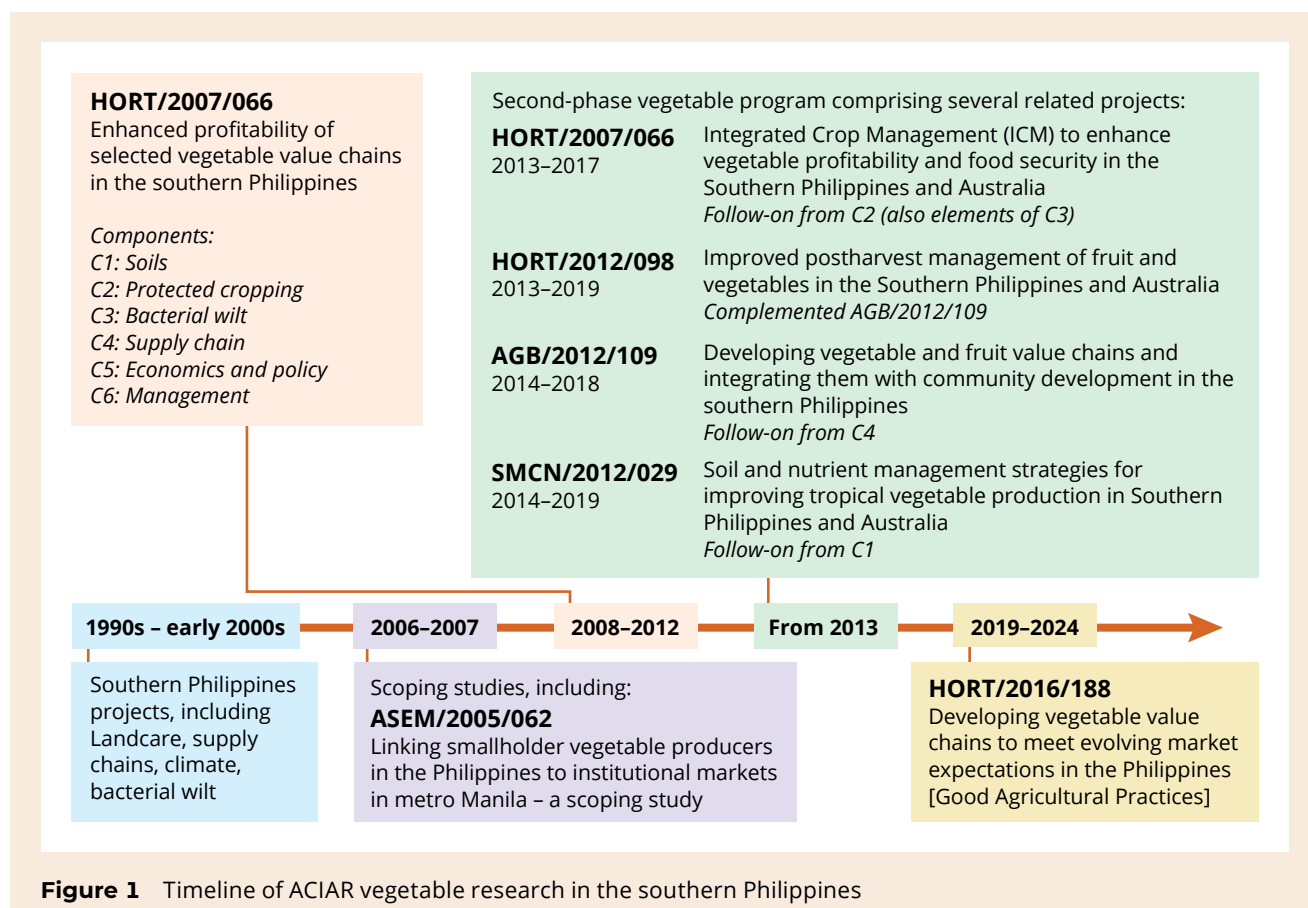 HORT/2007/066
Enhanced profitability of
selected vegetable value chains
in the southern Philippines
Components:
C1: Soils
C2: Protected cropping
C3: Bacterial wilt
C4: Supply chain
C5: Economics and policy
C6: Management
Second-phase vegetable program comprising several related projects:
HORT/2007/066
2013–2017
Integrated Crop Management (ICM) to enhance
vegetable profitability and food security in the
Southern Philippines and Australia
Follow-on from C2 (also elements of C3)
HORT/2012/098
2013–2019
Improved postharvest management of fruit and
vegetables in the Southern Philippines and Australia
Complemented AGB/2012/109
AGB/2012/109
2014–2018
Developing vegetable and fruit value chains and
integrating them with community development in the
southern Philippines
Follow-on from C4
SMCN/2012/029
2014–2019
Soil and nutrient management strategies for
improving tropical vegetable production in Southern
Philippines and Australia
Follow-on from C1
1990s – early 2000s
2006–2007
2008–2012
From 2013
2019–2024
Southern Philippines
projects, including
Landcare, supply
chains, climate,
bacterial wilt
Scoping studies, including:
ASEM/2005/062
Linking smallholder vegetable producers
in the Philippines to institutional markets
in metro Manila – a scoping study
HORT/2016/188
Developing vegetable value
chains to meet evolving market
expectations in the Philippines
[Good Agricultural Practices]
Figure 1 Timeline of ACIAR vegetable research in the southern Philippines